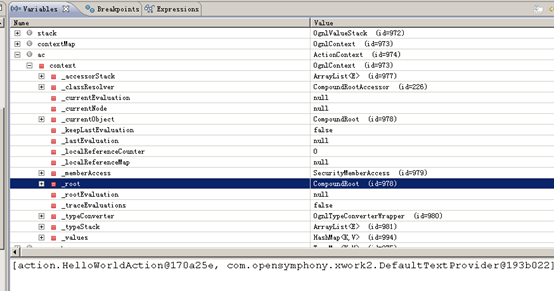 Variables Breakpoints Expressions
Name Value
stack OgnlValueStack (id=972)
contextMap OgnlContext (id=973)
ac ActionContext (id=974)
context OgnlContext (id=973)
_accessorStack ArrayList<E> (id=977)
_classResolver CompoundRootAccessor (id=226)
_currentEvaluation null
_currentNode null
_currentObject CompoundRoot (id=978)
_keepLastEvaluation false
_lastEvaluation null
_localReferenceCounter 0
_localReferenceMap null
_memberAccess SecurityMemberAccess (id=979)
_root CompoundRoot (id=978)
_rootEvaluation null
_traceEvaluations false
_typeConverter OgnlTypeConverterWrapper (id=980)
_typeStack ArrayList<E> (id=981)
_values HashMap<K,V> (id=994)
[action.HelloWorldAction@170a25e, com.opensymphony.xwork2.DefaultTextProvider@193b022]